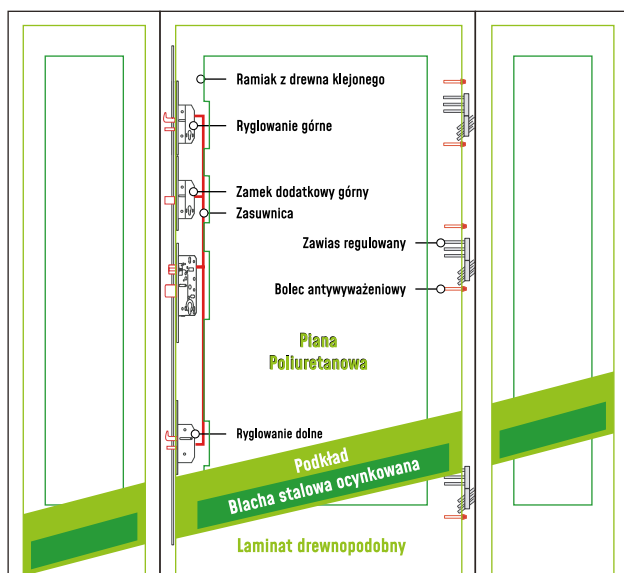 Ramiak z drewna klejonego
Ryglowanie górne
Zamek dodatkowy górny
Zasuwnica
Zawias regulowany
Bolec antywyważeniowy
Piana
Poliuretanowa
Ryglowanie dolne
Podkład
Blacha stalowa ocynkowana
Laminat drewnopodobny